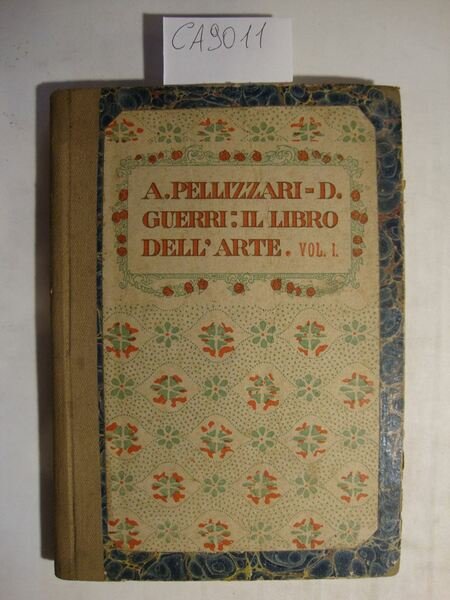 CA9011
A. PELLIZZARI = D.
GUERRI: IL LIBRO
DELL'ARTE. VOL. I.